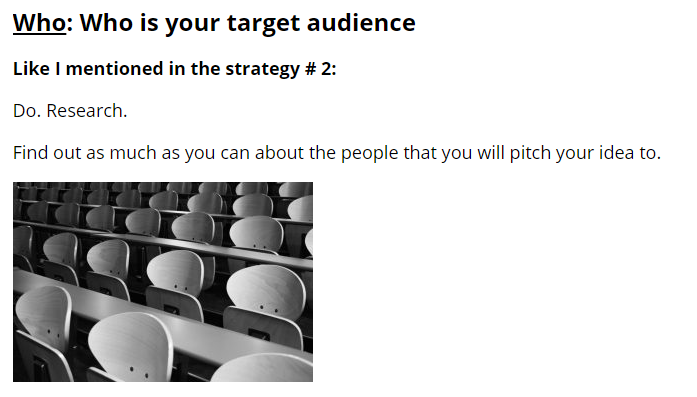 Who: Who is your target audience
Like I mentioned in the strategy # 2:
Do. Research.
Find out as much as you can about the people that you will pitch your idea to.